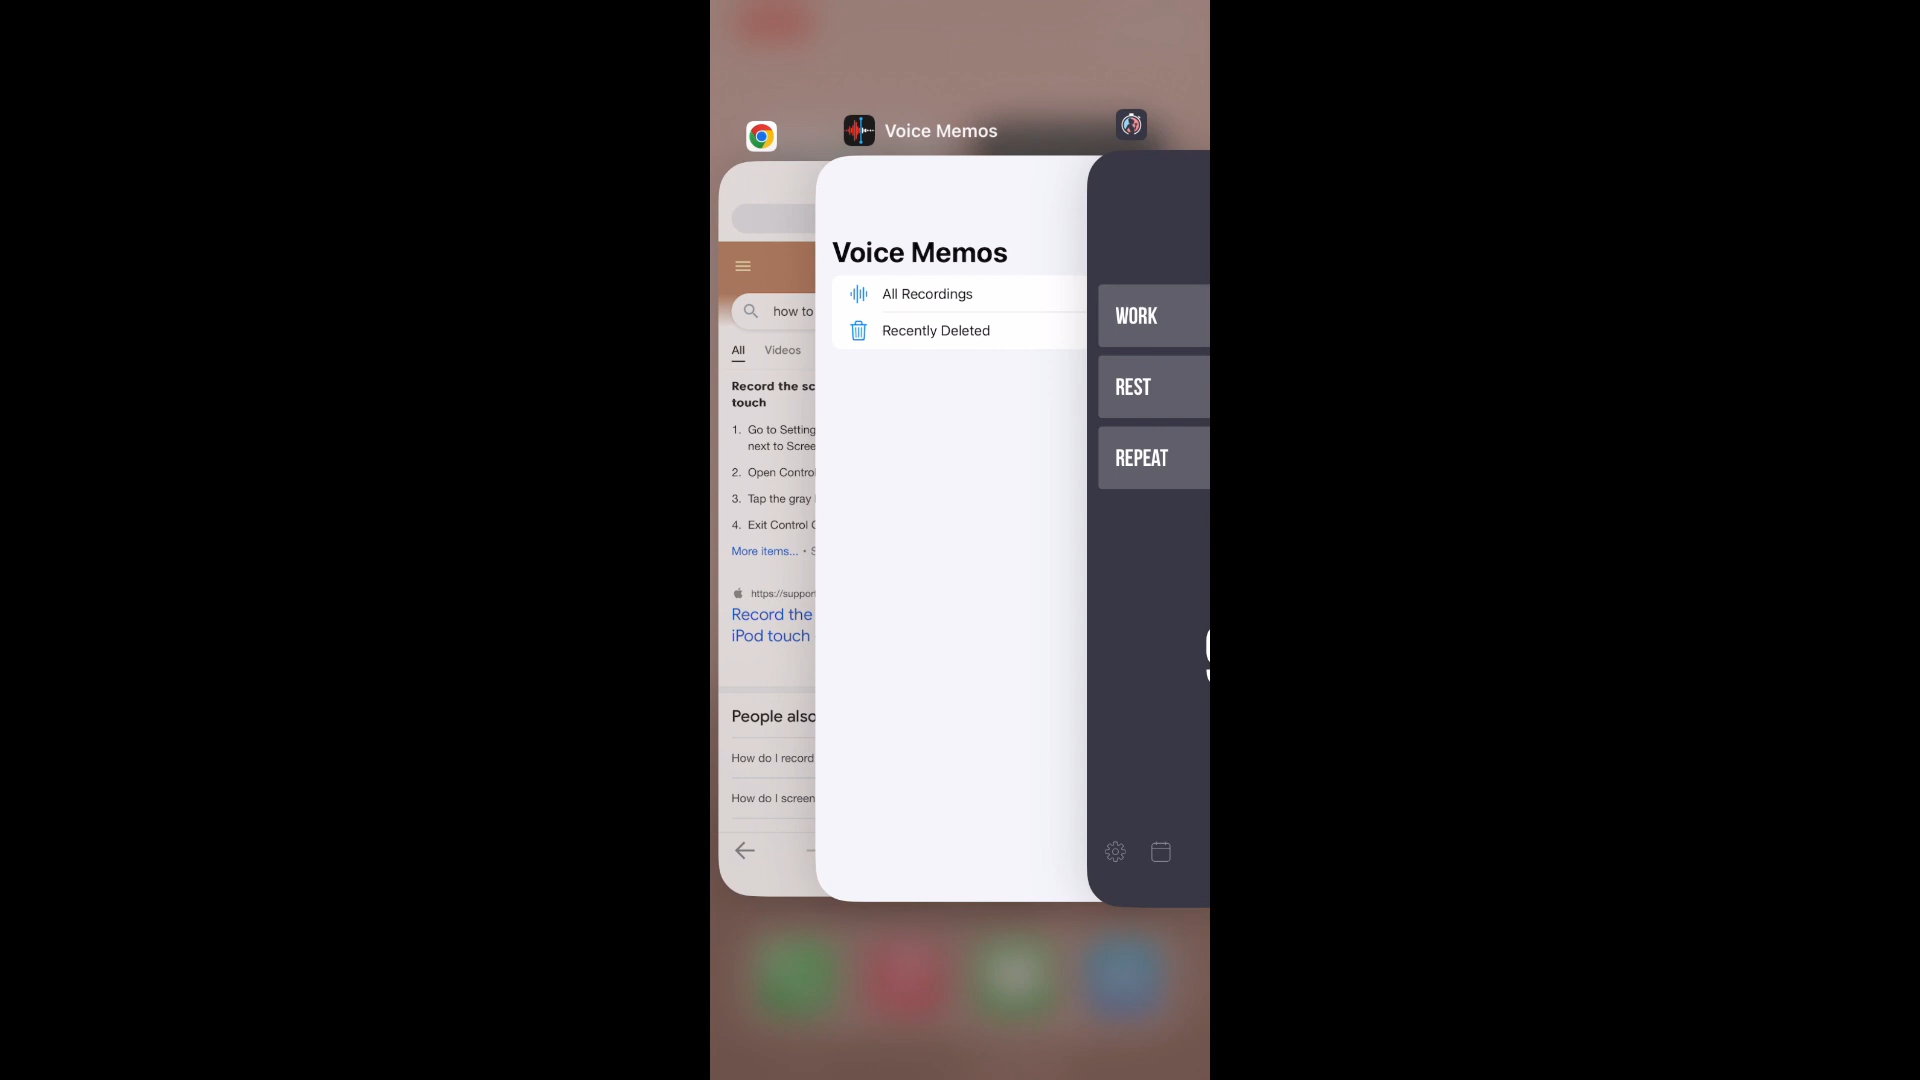 Voice Memos
how to
All Videos
Record the sc
touch
1. Go to Setting
next to Scree
2. Open Contro
3. Tap the gray
4. Exit Control C
More items... • S
https://suppor
Record the
iPod touch
People also
How do I record
How do I screen
Voice Memos
All Recordings
Recently Deleted
WORK
REST
REPEAT